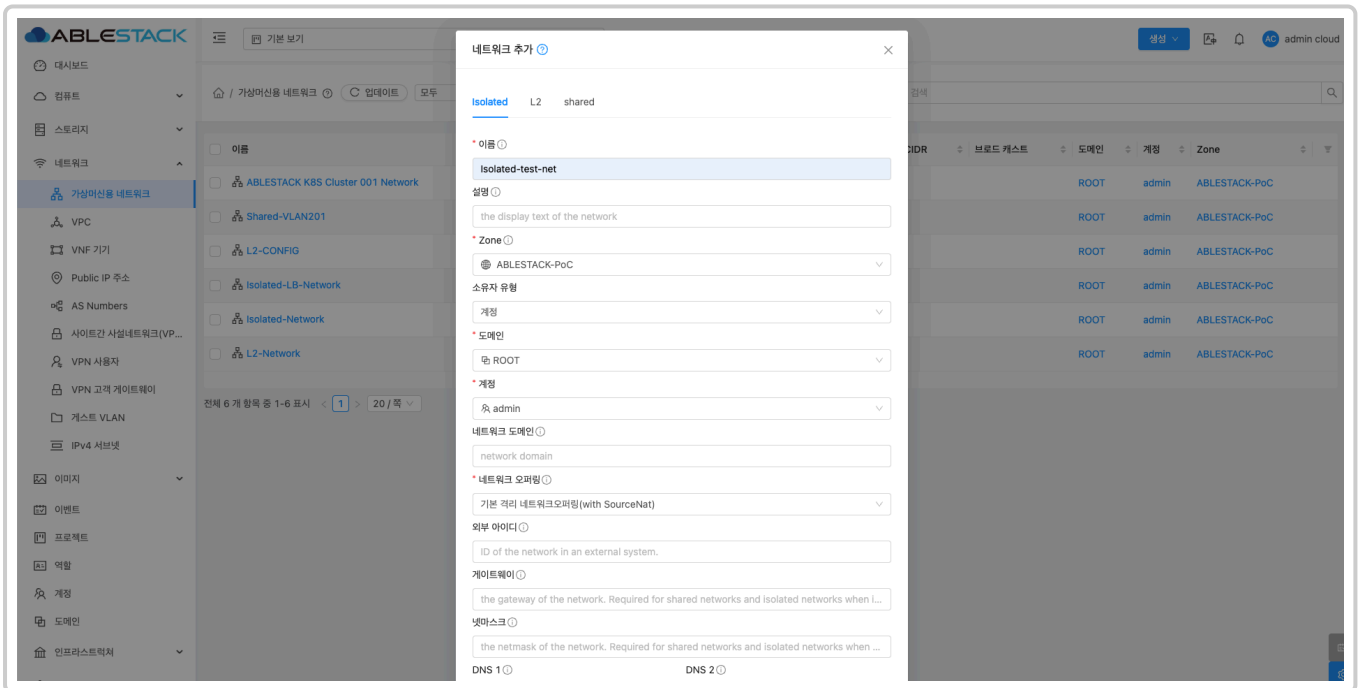 ABLESTACK
기본 보기
생성
AC admin cloud
대시보드
컴퓨트
스토리지
네트워크
가상머신용 네트워크
VPC
VNF 기기
Public IP 주소
AS Numbers
사이트간 사설네트워크(VP...
VPN 사용자
VPN 고객 게이트웨이
게스트 VLAN
IPv4 서브넷
이미지
이벤트
프로젝트
역할
계정
도메인
인프라스트럭쳐
/ 가상머신용 네트워크 업데이트 모두
검색
이름 CIDR 브로드 캐스트 도메인 계정 Zone
ABLESTACK K8S Cluster 001 Network ROOT admin ABLESTACK-PoC
Shared-VLAN201 ROOT admin ABLESTACK-PoC
L2-CONFIG ROOT admin ABLESTACK-PoC
Isolated-LB-Network ROOT admin ABLESTACK-PoC
Isolated-Network ROOT admin ABLESTACK-PoC
L2-Network ROOT admin ABLESTACK-PoC
전체 6 개 항목 중 1-6 표시 < 1 > 20 / 쪽
네트워크 추가
Isolated L2 shared
* 이름
Isolated-test-net
설명
the display text of the network
* Zone
ABLESTACK-PoC
소유자 유형
계정
* 도메인
ROOT
* 계정
admin
네트워크 도메인
network domain
* 네트워크 오퍼링
기본 격리 네트워크오퍼링(with SourceNat)
외부 아이디
ID of the network in an external system.
게이트웨이
the gateway of the network. Required for shared networks and isolated networks when i...
넷마스크
the netmask of the network. Required for shared networks and isolated networks when ...
DNS 1 DNS 2